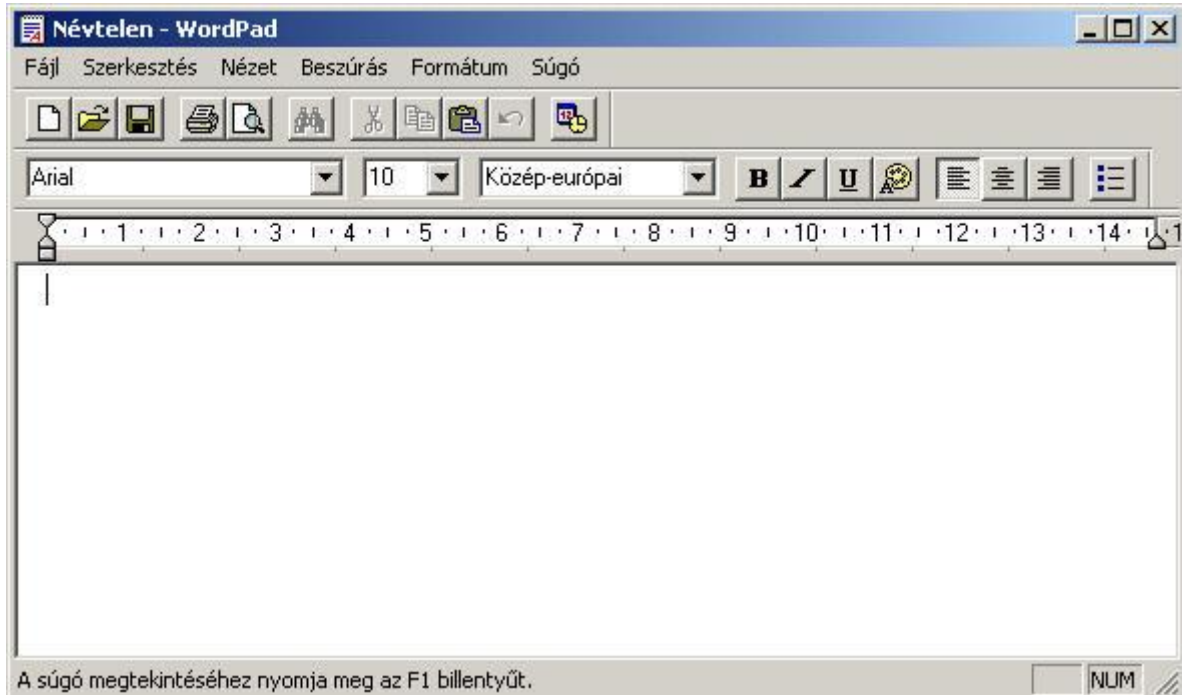 Névtelen - WordPad
Fájl Szerkesztés Nézet Beszúrás Formátum Súgó
Arial 10 Közép-európai B I U
1 2 3 4 5 6 7 8 9 10 11 12 13 14 1
A súgó megtekintéséhez nyomja meg az F1 billentyűt. NUM